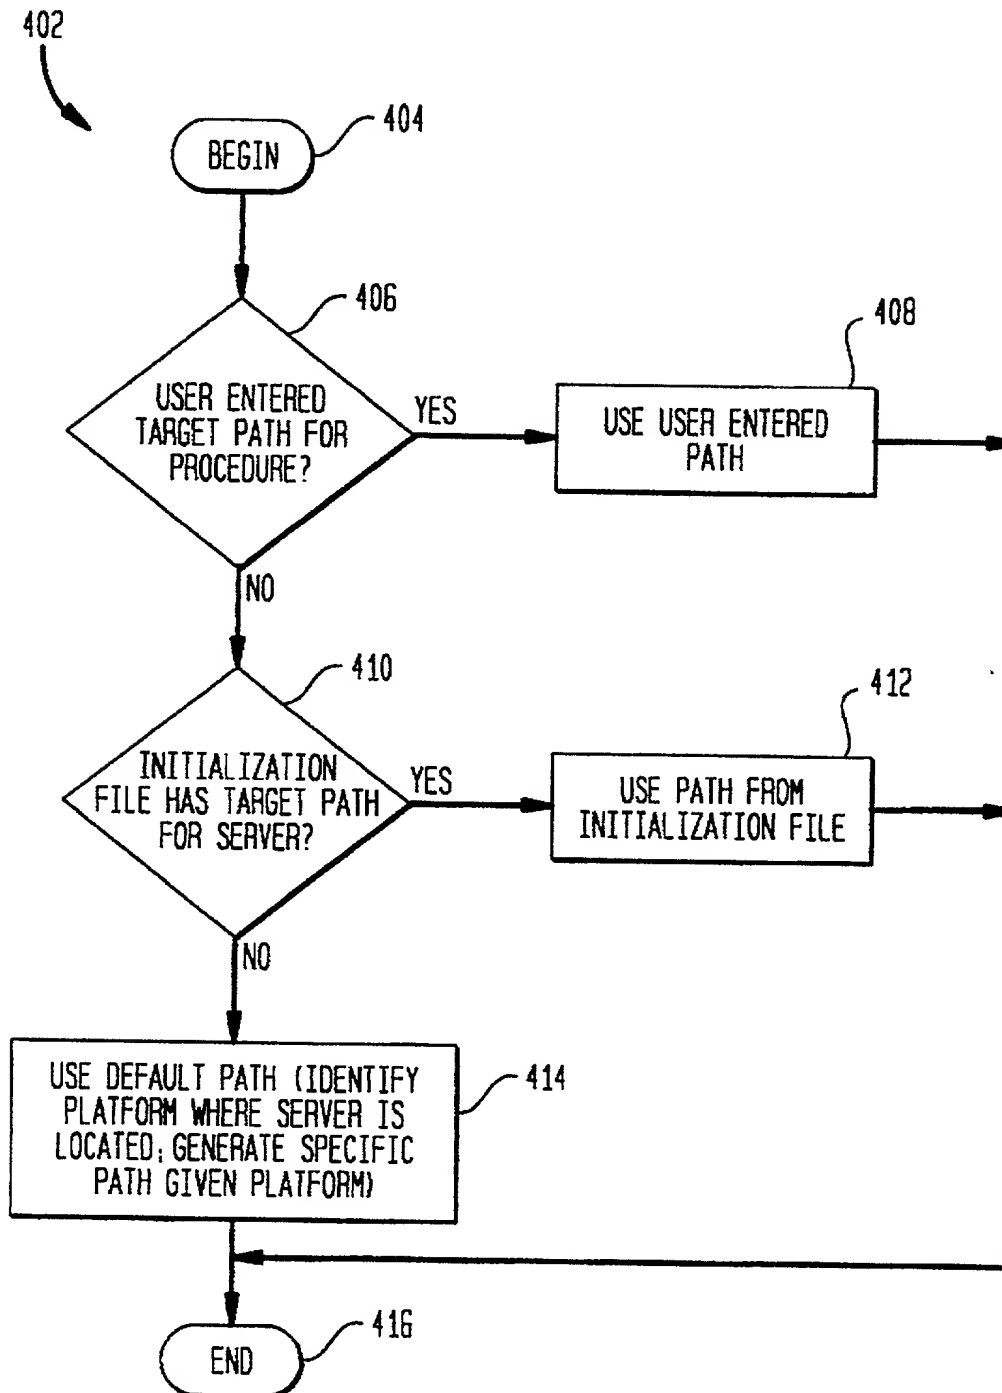 402
BEGIN
404
406
USER ENTERED
TARGET PATH FOR
PROCEDURE?
YES
408
USE USER ENTERED
PATH
NO
410
INITIALIZATION
FILE HAS TARGET PATH
FOR SERVER?
YES
412
USE PATH FROM
INITIALIZATION FILE
NO
USE DEFAULT PATH (IDENTIFY
PLATFORM WHERE SERVER IS
LOCATED; GENERATE SPECIFIC
PATH GIVEN PLATFORM)
414
END
416